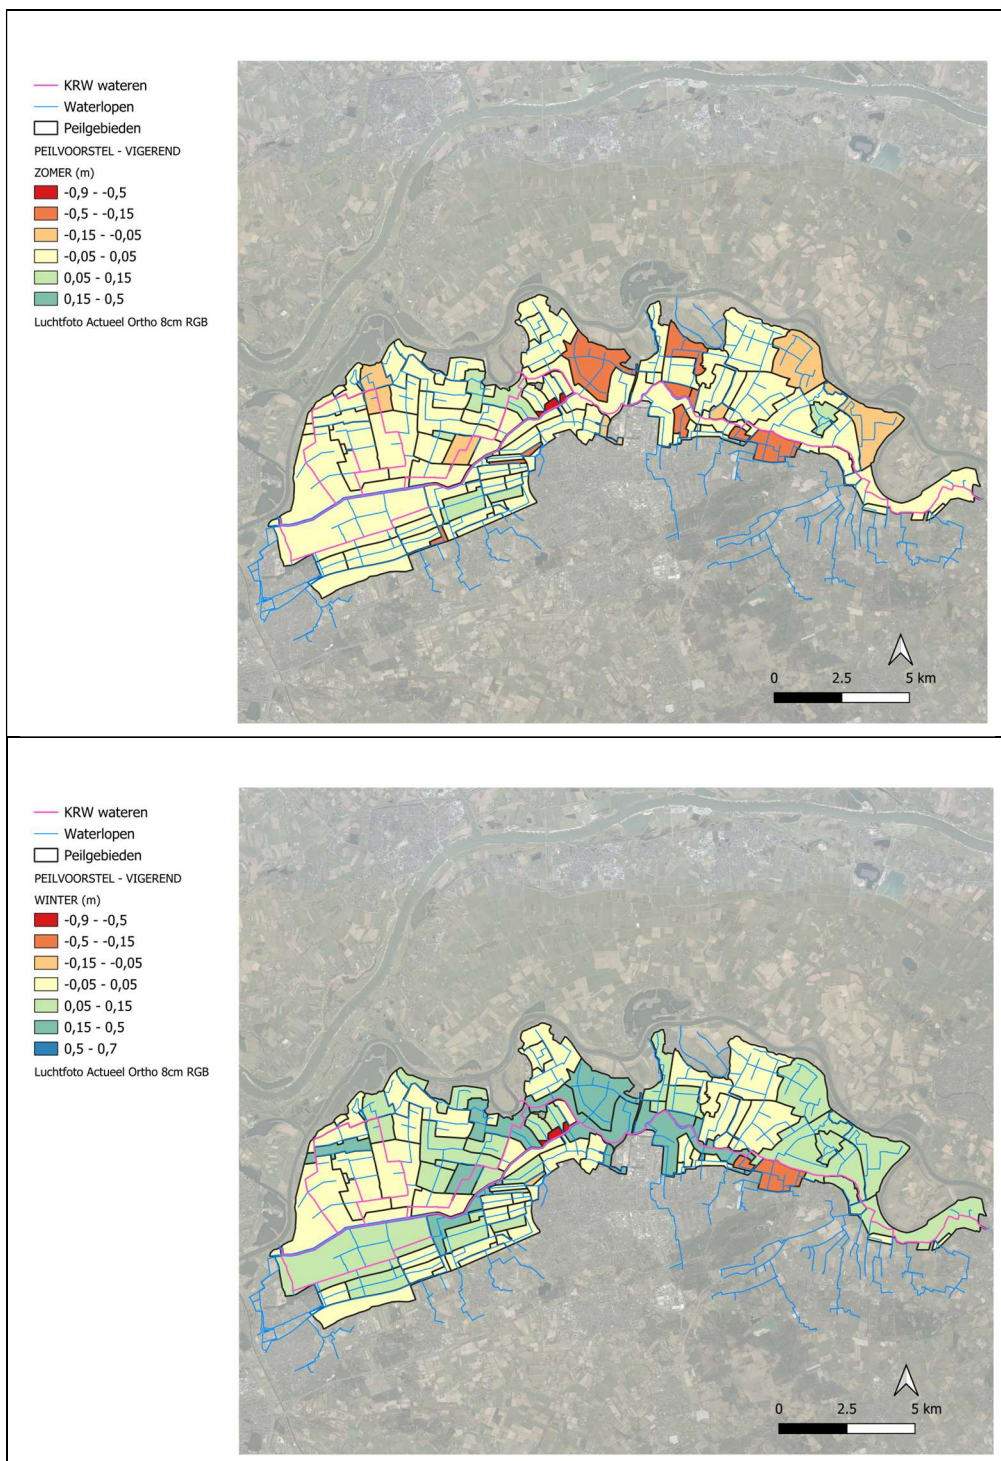 KRW wateren
Waterlopen
Peilgebieden
PEILVOORSTEL - VIGEREND
ZOMER (m)
-0,9 - -0,5
-0,5 - -0,15
-0,15 - -0,05
-0,05 - 0,05
0,05 - 0,15
0,15 - 0,5
Luchtfoto Actueel Ortho 8cm RGB
0 2.5 5 km
KRW wateren
Waterlopen
Peilgebieden
PEILVOORSTEL - VIGEREND
WINTER (m)
-0,9 - -0,5
-0,5 - -0,15
-0,15 - -0,05
-0,05 - 0,05
0,05 - 0,15
0,15 - 0,5
0,5 - 0,7
Luchtfoto Actueel Ortho 8cm RGB
0 2.5 5 km